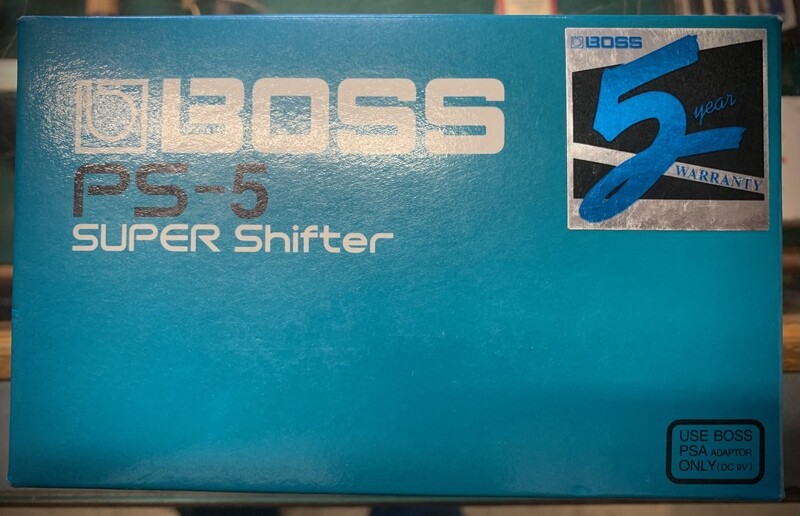 BOSS
PS-5
SUPER Shifter
BOSS
5
year
WARRANTY
USE BOSS
PSA ADAPTOR
ONLY (DC 9V)